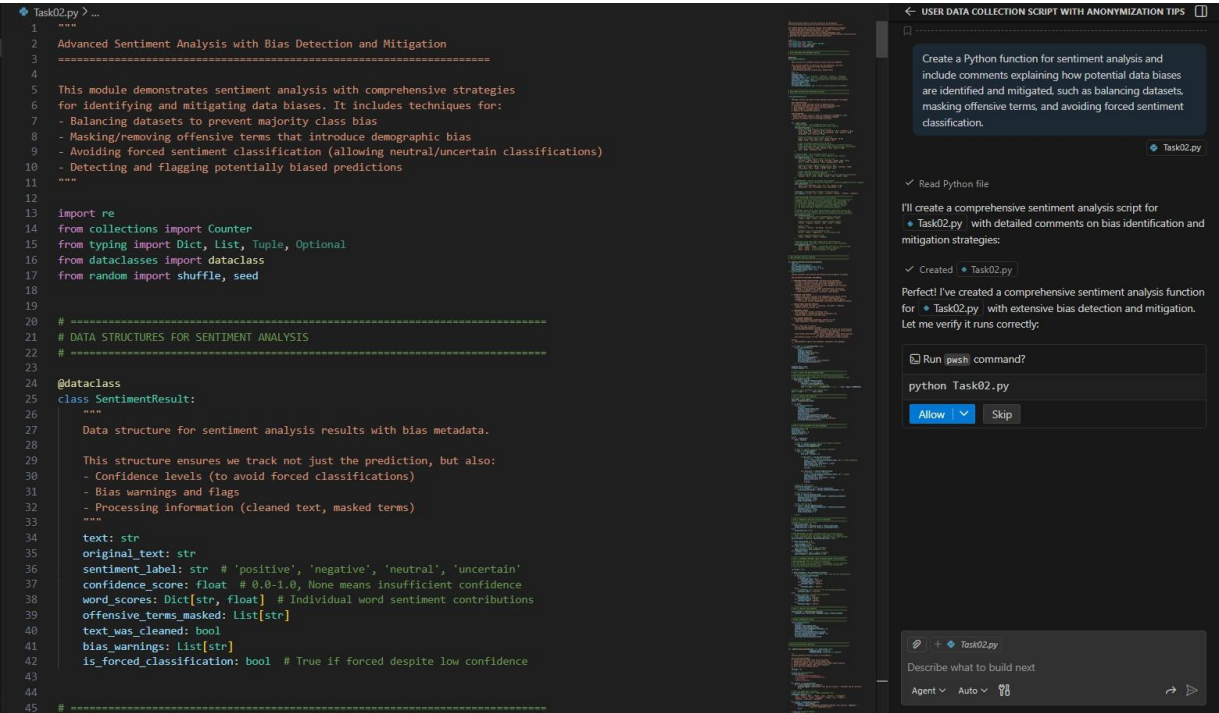 Task02.py > ...
1 """
2 Advanced Sentiment Analysis with Bias Detection and Mitigation
3 ================================================================
4
5 This module demonstrates sentiment analysis with comprehensive strategies
6 for identifying and mitigating data biases. It includes techniques for:
7 - Balancing datasets to prevent majority class bias
8 - Masking/removing offensive terms that introduce demographic bias
9 - Avoiding forced sentiment classification (allowing neutral/uncertain classifications)
10 - Detecting and flagging potentially biased predictions
11 """
12
13 import re
14 from collections import Counter
15 from typing import Dict, List, Tuple, Optional
16 from dataclasses import dataclass
17 from random import shuffle, seed
18
19
20 # ======================================================================
21 # DATA STRUCTURES FOR SENTIMENT ANALYSIS
22 # ======================================================================
23
24 @dataclass
25 class SentimentResult:
26 """
27 Data structure for sentiment analysis results with bias metadata.
28
29 This structure ensures we track not just the prediction, but also:
30 - Confidence levels (to avoid forced classifications)
31 - Bias warnings and flags
32 - Processing information (cleaned text, masked terms)
33 """
34 text: str
35 original_text: str
36 sentiment_label: str # 'positive', 'negative', 'neutral', 'uncertain'
37 confidence_score: float # 0.0-1.0, None means insufficient confidence
38 word_scores: Dict[str, float] # Individual word sentiment contributions
39 offensive_terms_masked: List[str]
40 text_was_cleaned: bool
41 bias_warnings: List[str]
42 is_forced_classification: bool # True if forced despite low confidence
43
44
45 # ======================================================================
USER DATA COLLECTION SCRIPT WITH ANONYMIZATION TIPS
Create a Python function for sentiment analysis and
include comments explaining how potential data biases
are identified and mitigated, such as balancing datasets,
masking offensive terms, and avoiding forced sentiment
classification.
Task02.py
Read Python file
I'll create a comprehensive sentiment analysis script for
Task02.py with detailed comments on bias identification and
mitigation strategies:
Created Task02.py
Perfect! I've created a comprehensive sentiment analysis function
for Task02.py with extensive bias detection and mitigation.
Let me verify it runs correctly:
Run pwsh command?
python Task02.py
Allow Skip
+ Task02.py
Describe what to build next
Agent Auto